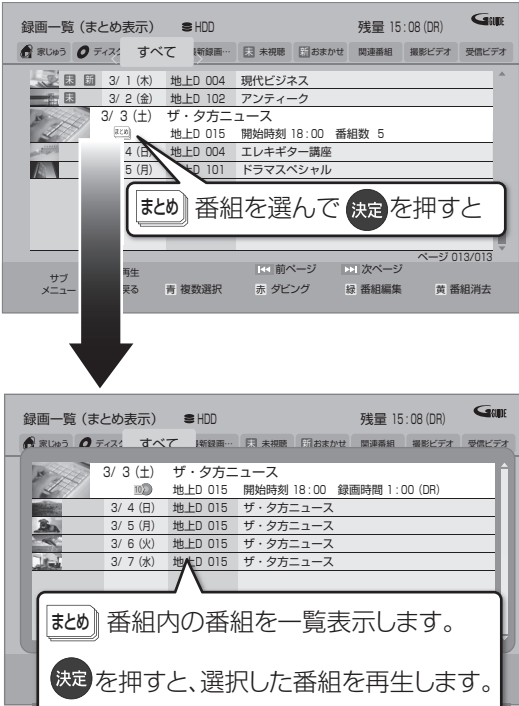 録画一覧（まとめ表示） HDD 残量 15:08 (DR) G GUIDE
家じゅう ディスク すべて 新録画… 未 未視聴 新 おまかせ 関連番組 撮影ビデオ 受信ビデオ
未 新 3/ 1 (木) 地上D 004 現代ビジネス
未 3/ 2 (金) 地上D 102 アンティーク
3/ 3 (土) ザ・タ方ニュース
まとめ 地上D 015 開始時刻 18:00 番組数 5
4 (日) 地上D 004 エレキギター講座
5 (月) 地上D 101 ドラマスペシャル
まとめ 番組を選んで 決定 を押すと
ページ 013/013
サブ メニュー 再生 戻る 前ページ 次ページ
青 複数選択 赤 ダビング 緑 番組編集 黄 番組消去
録画一覧（まとめ表示） HDD 残量 15:08 (DR) G GUIDE
家じゅう ディスク すべて 新録画… 未 未視聴 新 おまかせ 関連番組 撮影ビデオ 受信ビデオ
3/ 3 (土) ザ・夕方ニュース
10 地上D 015 開始時刻 18:00 録画時間 1:00 (DR)
3/ 4 (日) 地上D 015 ザ・夕方ニュース
3/ 5 (月) 地上D 015 ザ・夕方ニュース
3/ 6 (火) 地上D 015 ザ・夕方ニュース
3/ 7 (水) 地上D 015 ザ・夕方ニュース
まとめ 番組内の番組を一覧表示します。
決定 を押すと、選択した番組を再生します。